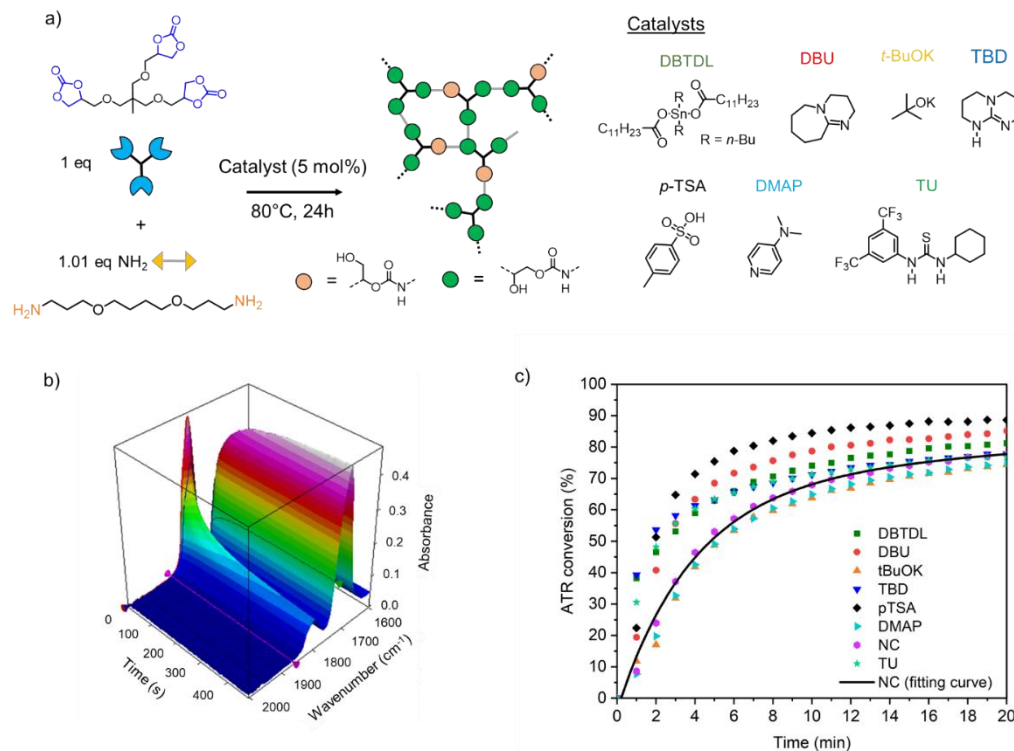 a)
O
O
O
O
O
O
O
O
O
O
O
O
1 eq
+
1.01 eq NH₂
H₂N
O
O
NH₂
Catalyst (5 mol%)
80°C, 24h
=
HO
O
O
N
H
=
O
OH
O
N
H
Catalysts
DBTDL
DBU
t-BuOK
TBD
O
C₁₁H₂₃
R
O
Sn
O
R
C₁₁H₂₃
O
R = n-Bu
N
N
OK
N
N
H
N
p-TSA
DMAP
TU
O
OH
S
O
N
N
CF₃
F₃C
S
N
H
N
H
b)
0.4
0.3
0.2
0.1
0.0
Absorbance
0
100
200
300
400
Time (s)
1600
1700
1800
1900
2000
Wavenumber (cm⁻¹)
c)
100
90
80
70
60
50
40
30
20
10
0
ATR conversion (%)
DBTDL
DBU
tBuOK
TBD
pTSA
DMAP
NC
TU
NC (fitting curve)
0 2 4 6 8 10 12 14 16 18 20
Time (min)